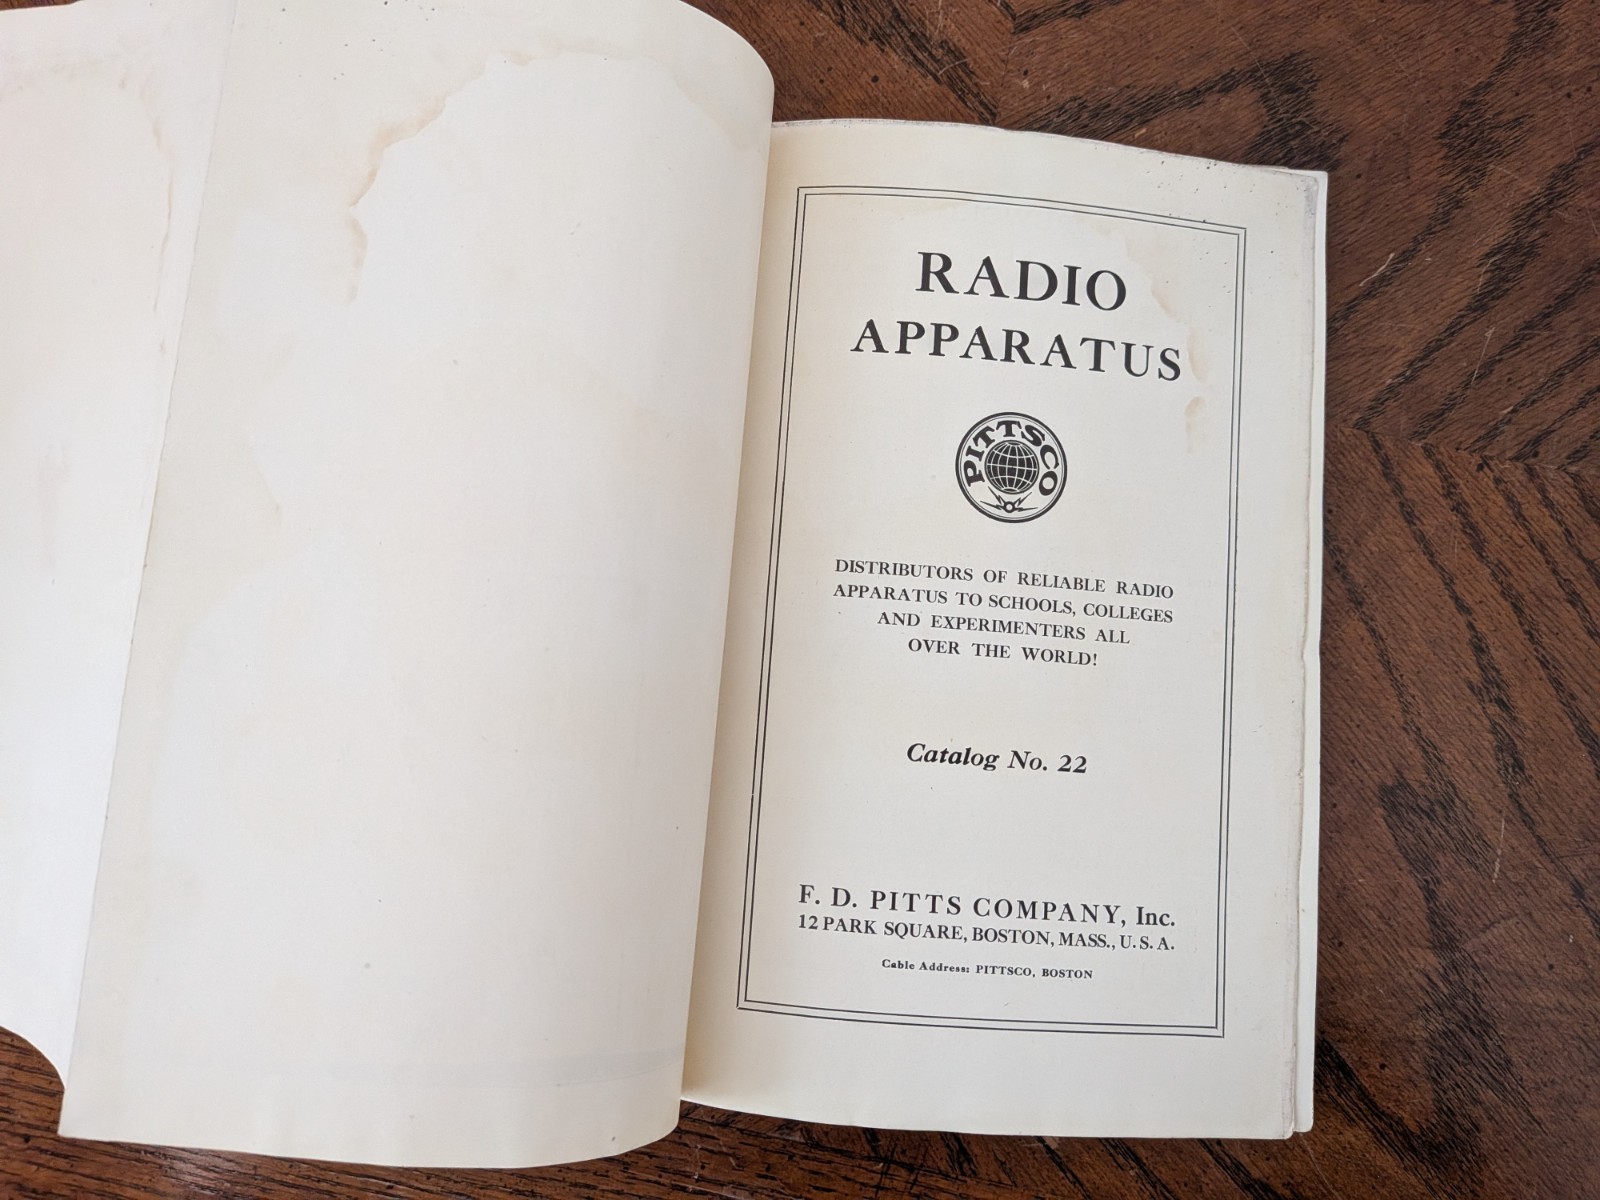 RADIO
APPARATUS
PITTSCO
DISTRIBUTORS OF RELIABLE RADIO
APPARATUS TO SCHOOLS, COLLEGES
AND EXPERIMENTERS ALL
OVER THE WORLD!
Catalog No. 22
F. D. PITTS COMPANY, Inc.
12 PARK SQUARE, BOSTON, MASS., U. S. A.
Cable Address: PITTSCO, BOSTON